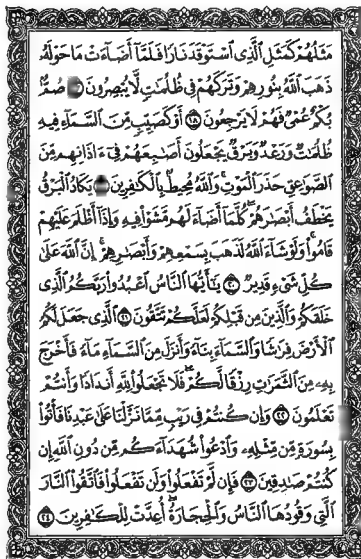 مَثَلُهُمْ كَمَثَلِ ٱلَّذِى ٱسْتَوْقَدَ نَارًا فَلَمَّآ أَضَآءَتْ مَا حَوْلَهُۥ
ذَهَبَ ٱللَّهُ بِنُورِهِمْ وَتَرَكَهُمْ فِى ظُلُمَٰتٍ لَّا يُبْصِرُونَ ۝ صُمٌّۢ
بُكْمٌ عُمْىٌ فَهُمْ لَا يَرْجِعُونَ ۝١٨ أَوْ كَصَيِّبٍ مِّنَ ٱلسَّمَآءِ فِيهِ
ظُلُمَٰتٌ وَرَعْدٌ وَبَرْقٌ يَجْعَلُونَ أَصَٰبِعَهُمْ فِىٓ ءَاذَانِهِم مِّنَ
ٱلصَّوَٰعِقِ حَذَرَ ٱلْمَوْتِ ۚ وَٱللَّهُ مُحِيطٌۢ بِٱلْكَٰفِرِينَ ۝ يَكَادُ ٱلْبَرْقُ
يَخْطَفُ أَبْصَٰرَهُمْ ۖ كُلَّمَآ أَضَآءَ لَهُم مَّشَوْا۟ فِيهِ وَإِذَآ أَظْلَمَ عَلَيْهِمْ
قَامُوا۟ ۚ وَلَوْ شَآءَ ٱللَّهُ لَذَهَبَ بِسَمْعِهِمْ وَأَبْصَٰرِهِمْ ۚ إِنَّ ٱللَّهَ عَلَىٰ
كُلِّ شَىْءٍ قَدِيرٌ ۝٢٠ يَٰٓأَيُّهَا ٱلنَّاسُ ٱعْبُدُوا۟ رَبَّكُمُ ٱلَّذِى
خَلَقَكُمْ وَٱلَّذِينَ مِن قَبْلِكُمْ لَعَلَّكُمْ تَتَّقُونَ ۝٢١ ٱلَّذِى جَعَلَ لَكُمُ
ٱلْأَرْضَ فِرَٰشًا وَٱلسَّمَآءَ بِنَآءً وَأَنزَلَ مِنَ ٱلسَّمَآءِ مَآءً فَأَخْرَجَ
بِهِۦ مِنَ ٱلثَّمَرَٰتِ رِزْقًا لَّكُمْ ۖ فَلَا تَجْعَلُوا۟ لِلَّهِ أَندَادًا وَأَنتُمْ
تَعْلَمُونَ ۝٢٢ وَإِن كُنتُمْ فِى رَيْبٍ مِّمَّا نَزَّلْنَا عَلَىٰ عَبْدِنَا فَأْتُوا۟
بِسُورَةٍ مِّن مِّثْلِهِۦ وَٱدْعُوا۟ شُهَدَآءَكُم مِّن دُونِ ٱللَّهِ إِن
كُنتُمْ صَٰدِقِينَ ۝٢٣ فَإِن لَّمْ تَفْعَلُوا۟ وَلَن تَفْعَلُوا۟ فَٱتَّقُوا۟ ٱلنَّارَ
ٱلَّتِى وَقُودُهَا ٱلنَّاسُ وَٱلْحِجَارَةُ ۖ أُعِدَّتْ لِلْكَٰفِرِينَ ۝٢٤